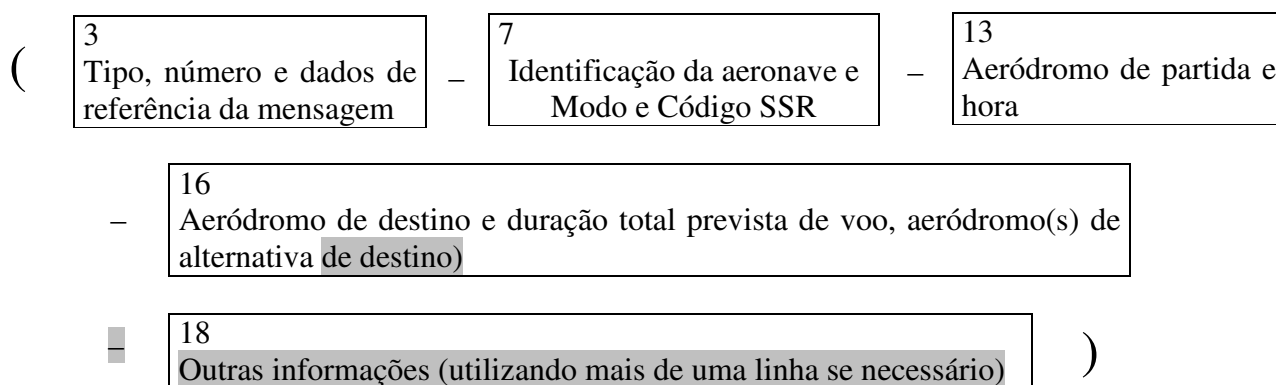 ( 3 – 7 – 13
Tipo, número e dados de referência da mensagem
Identificação da aeronave e Modo e Código SSR
Aeródromo de partida e hora
– 16
Aeródromo de destino e duração total prevista de voo, aeródromo(s) de
alternativa de destino)
– 18 )
Outras informações (utilizando mais de uma linha se necessário)